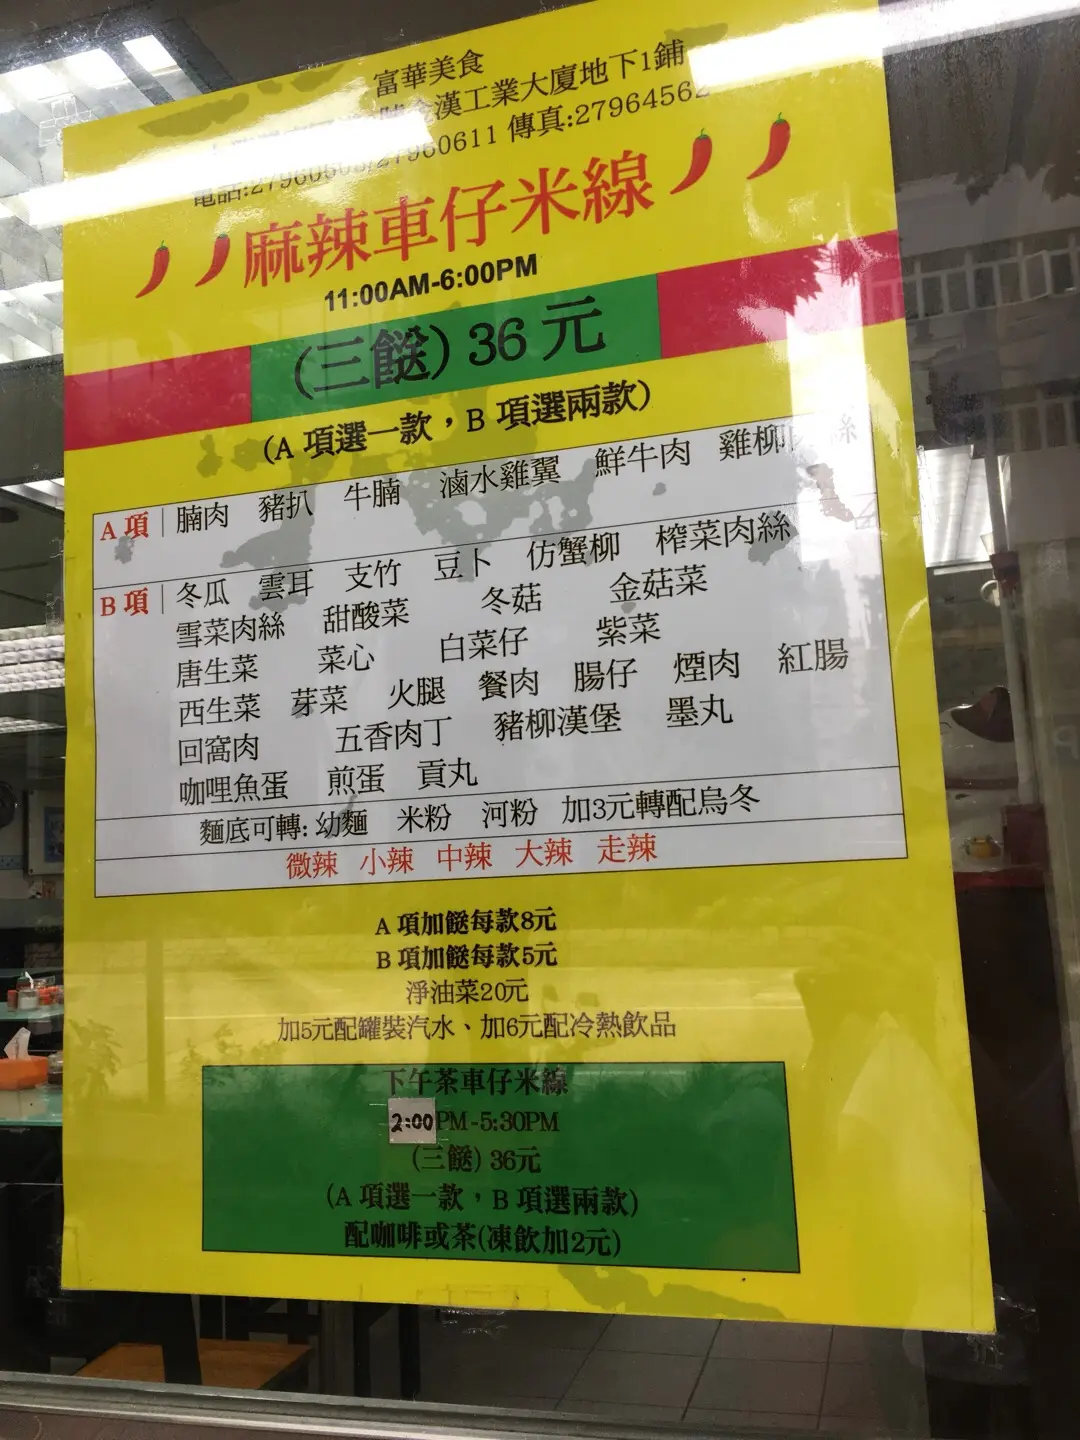 富華美食
漢工業大廈地下1鋪
電話:2796060 /27960611 傳真:27964562
麻辣車仔米線
11:00AM-6:00PM
(三餸) 36 元
(A 項選一款，B 項選兩款)
A 項 腩肉 豬扒 牛腩 滷水雞翼 鮮牛肉 雞柳 絲
B 項 冬瓜 雲耳 支竹 豆卜 仿蟹柳 榨菜肉絲
雪菜肉絲 甜酸菜 冬菇 金菇菜
唐生菜 菜心 白菜仔 紫菜
西生菜 芽菜 火腿 餐肉 腸仔 煙肉 紅腸
回窩肉 五香肉丁 豬柳漢堡 墨丸
咖哩魚蛋 煎蛋 貢丸
麵底可轉: 幼麵 米粉 河粉 加3元轉配烏冬
微辣 小辣 中辣 大辣 走辣
A 項加餸每款8元
B 項加餸每款5元
淨油菜20元
加5元配罐裝汽水、加6元配冷熱飲品
下午茶車仔米線
2:00PM-5:30PM
(三餸) 36元
(A 項選一款，B 項選兩款)
配咖啡或茶(凍飲加2元)